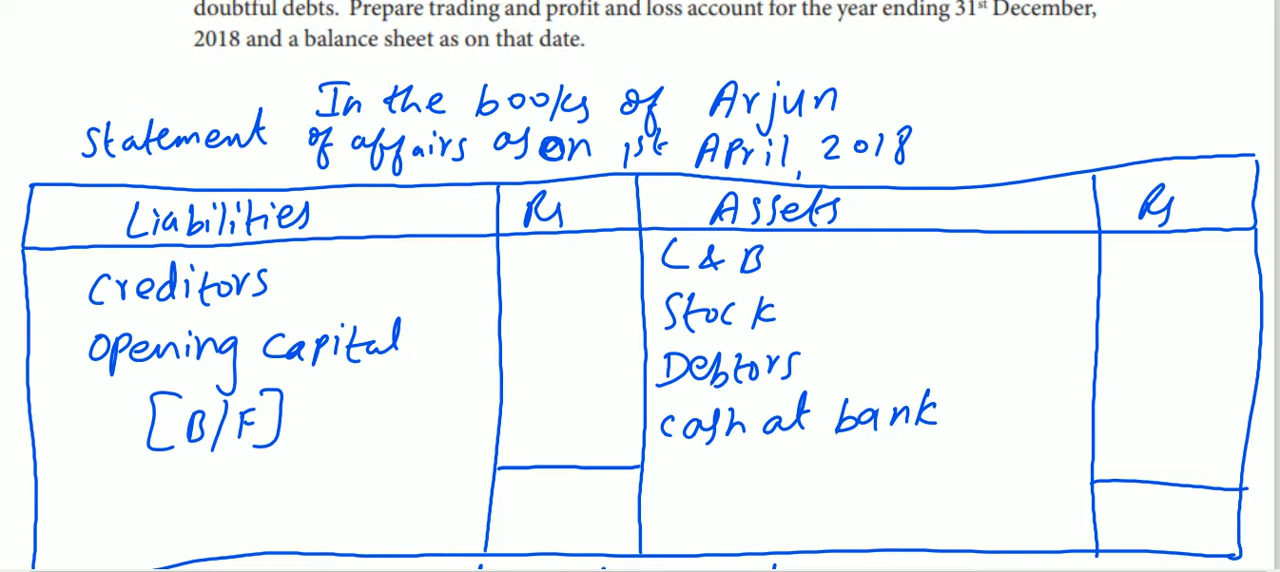 doubtful debts. Prepare trading and profit and loss account for the year ending 31st December,
2018 and a balance sheet as on that date.
In the books of Arjun
Statement of affairs as on 1st April, 2018
Liabilities Rs Assets Rs
Creditors
Opening Capital
[B/F]
L & B
Stock
Debtors
Cash at bank